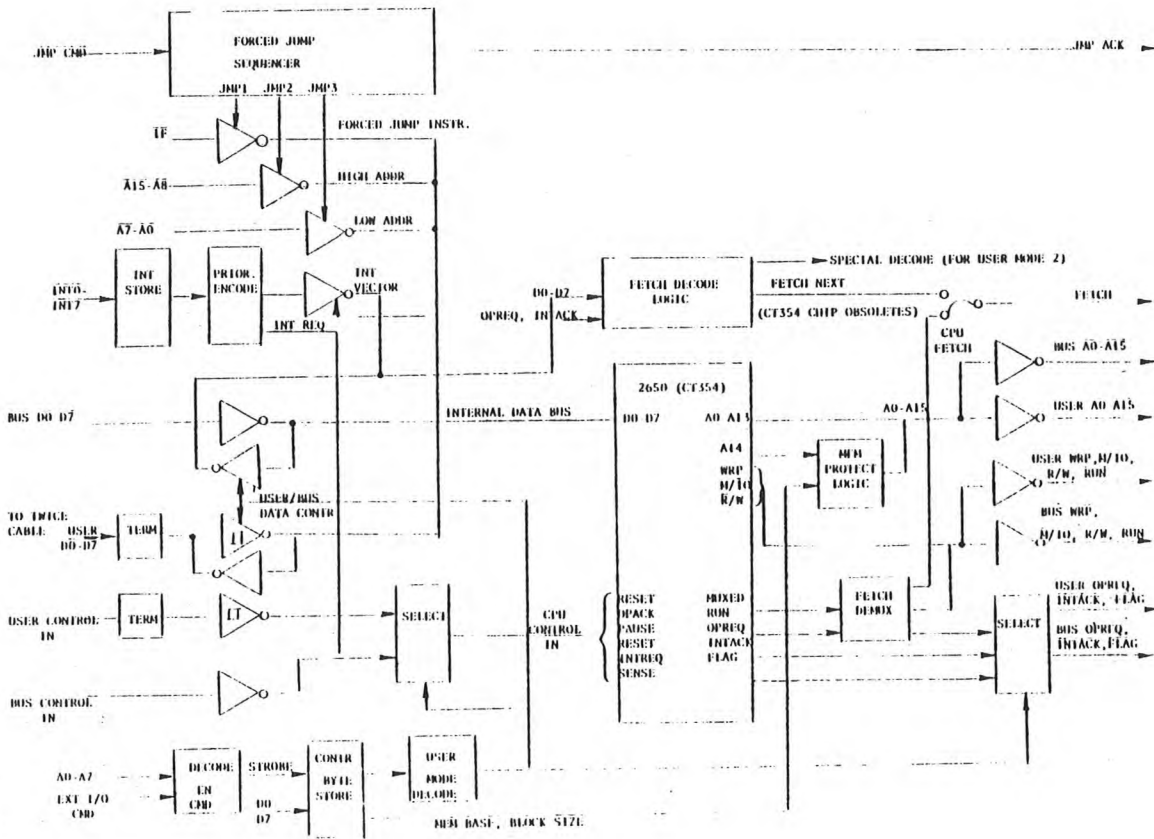 JMP CMD
FORCED JUMP
SEQUENCER
JMP1 JMP2 JMP3
JMP ACK
IF
FORCED JUMP INSTR.
A15-A8
HIGH ADDR
A7-A0
LOW ADDR
INT0-
INT7
INT
STORE
PRIOR.
ENCODE
INT
VECTOR
INT REQ
D0-D7
OPREQ, INTACK
FETCH DECODE
LOGIC
SPECIAL DECODE (FOR USER MODE 2)
FETCH NEXT
(CT354 CHIP OBSOLETES)
FETCH
CPU
FETCH
BUS A0-A15
2650 (CT354)
BUS D0 D7
INTERNAL DATA BUS
D0-D7
A0-A13
A0-A15
USER A0 A15
A14
MEM
PROTECT
LOGIC
WRP
M/IO
R/W
USER WRP,M/IO,
R/W, RUN
USER/BUS
DATA CONTR
TO TWICE
CABLE USER
D0-D7
TERM
LT
BUS WRP,
M/IO, R/W, RUN
USER CONTROL
IN
TERM
LT
SELECT
CPU
CONTROL
IN
RESET
OPACK
PAUSE
RESET
INTREQ
SENSE
MUXED
RUN
OPREQ
INTACK
FLAG
FETCH
DEMUX
SELECT
USER OPREQ,
INTACK, FLAG
BUS OPREQ,
INTACK,FLAG
BUS CONTROL
IN
A0-A7
EXT I/O
CMD
DECODE
EN
CMD
STROBE
D0
D7
CONTR
BYTE
STORE
USER
MODE
DECODE
MEM BASE, BLOCK SIZE